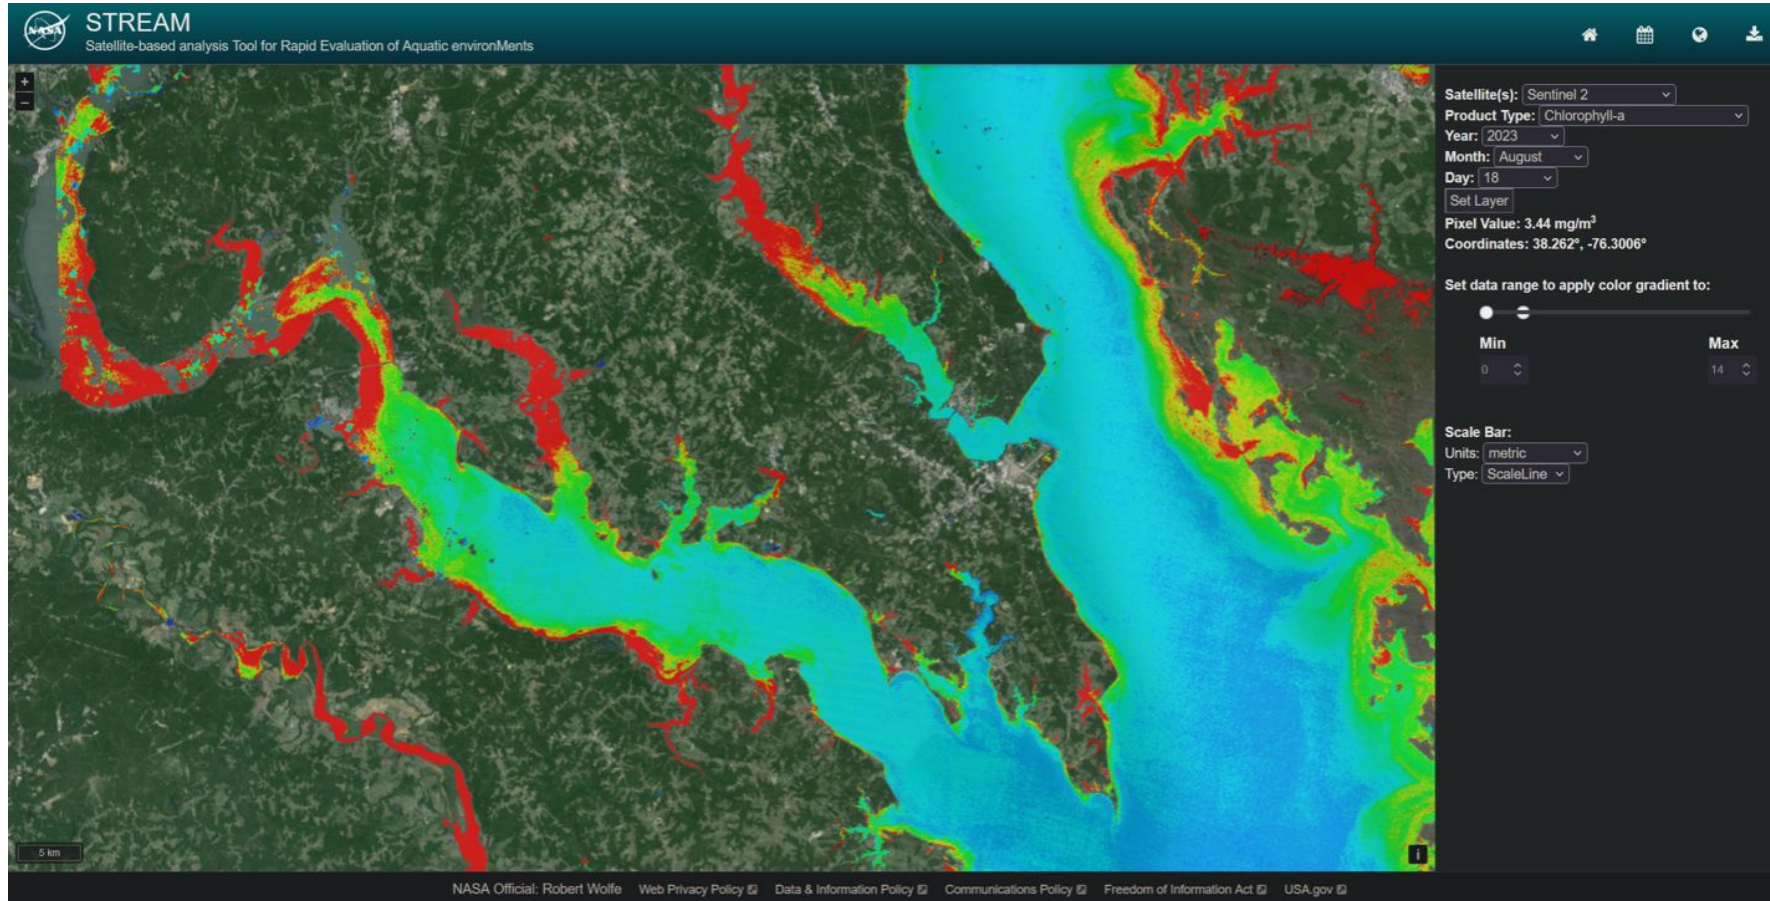 NASA
STREAM
Satellite-based analysis Tool for Rapid Evaluation of Aquatic environMents
+
−
Satellite(s): Sentinel 2
Product Type: Chlorophyll-a
Year: 2023
Month: August
Day: 18
Set Layer
Pixel Value: 3.44 mg/m³
Coordinates: 38.262°, -76.3006°
Set data range to apply color gradient to:
Min Max
0 14
Scale Bar:
Units: metric
Type: ScaleLine
5 km
i
NASA Official: Robert Wolfe Web Privacy Policy Data & Information Policy Communications Policy Freedom of Information Act USA.gov